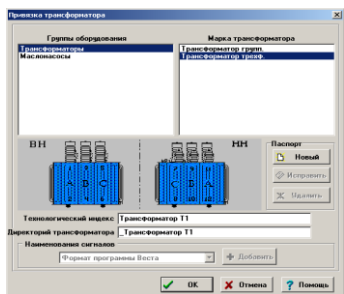 Привязка трансформатора
Группы оборудования
Марка трансформатора
Трансформаторы
Маслонасосы
Трансформатор групп.
Трансформатор трехф.
ВН
НН
A B C
C B A
Паспорт
Новый
Исправить
Удалить
Технологический индекс Трансформатор Т1
Директорий трансформатора _Трансформатор Т1
Наименования сигналов
Формат программы Веста
Добавить
OK
Отмена
Помощь